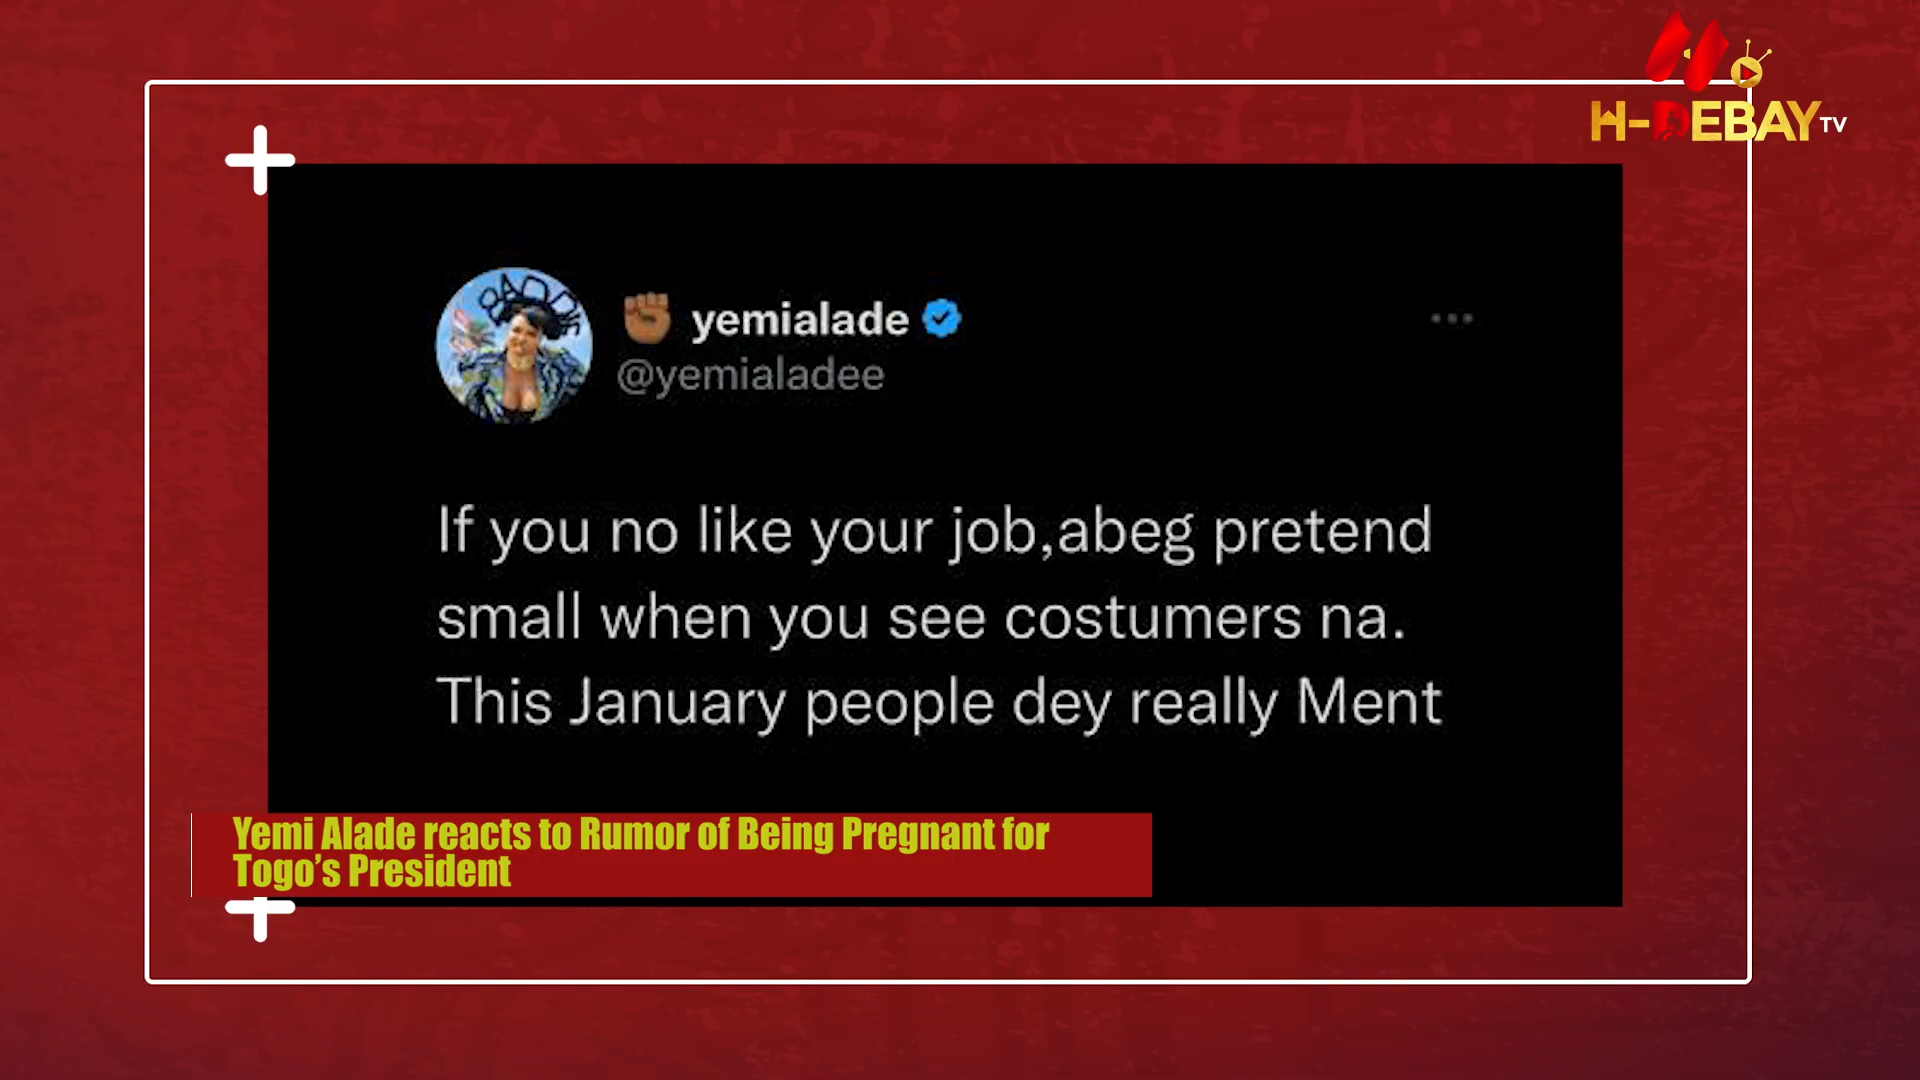 H-DEBAY TV
BADDIE
✊🏾 yemialade
@yemialadee
If you no like your job,abeg pretend
small when you see costumers na.
This January people dey really Ment
Yemi Alade reacts to Rumor of Being Pregnant for
Togo's President